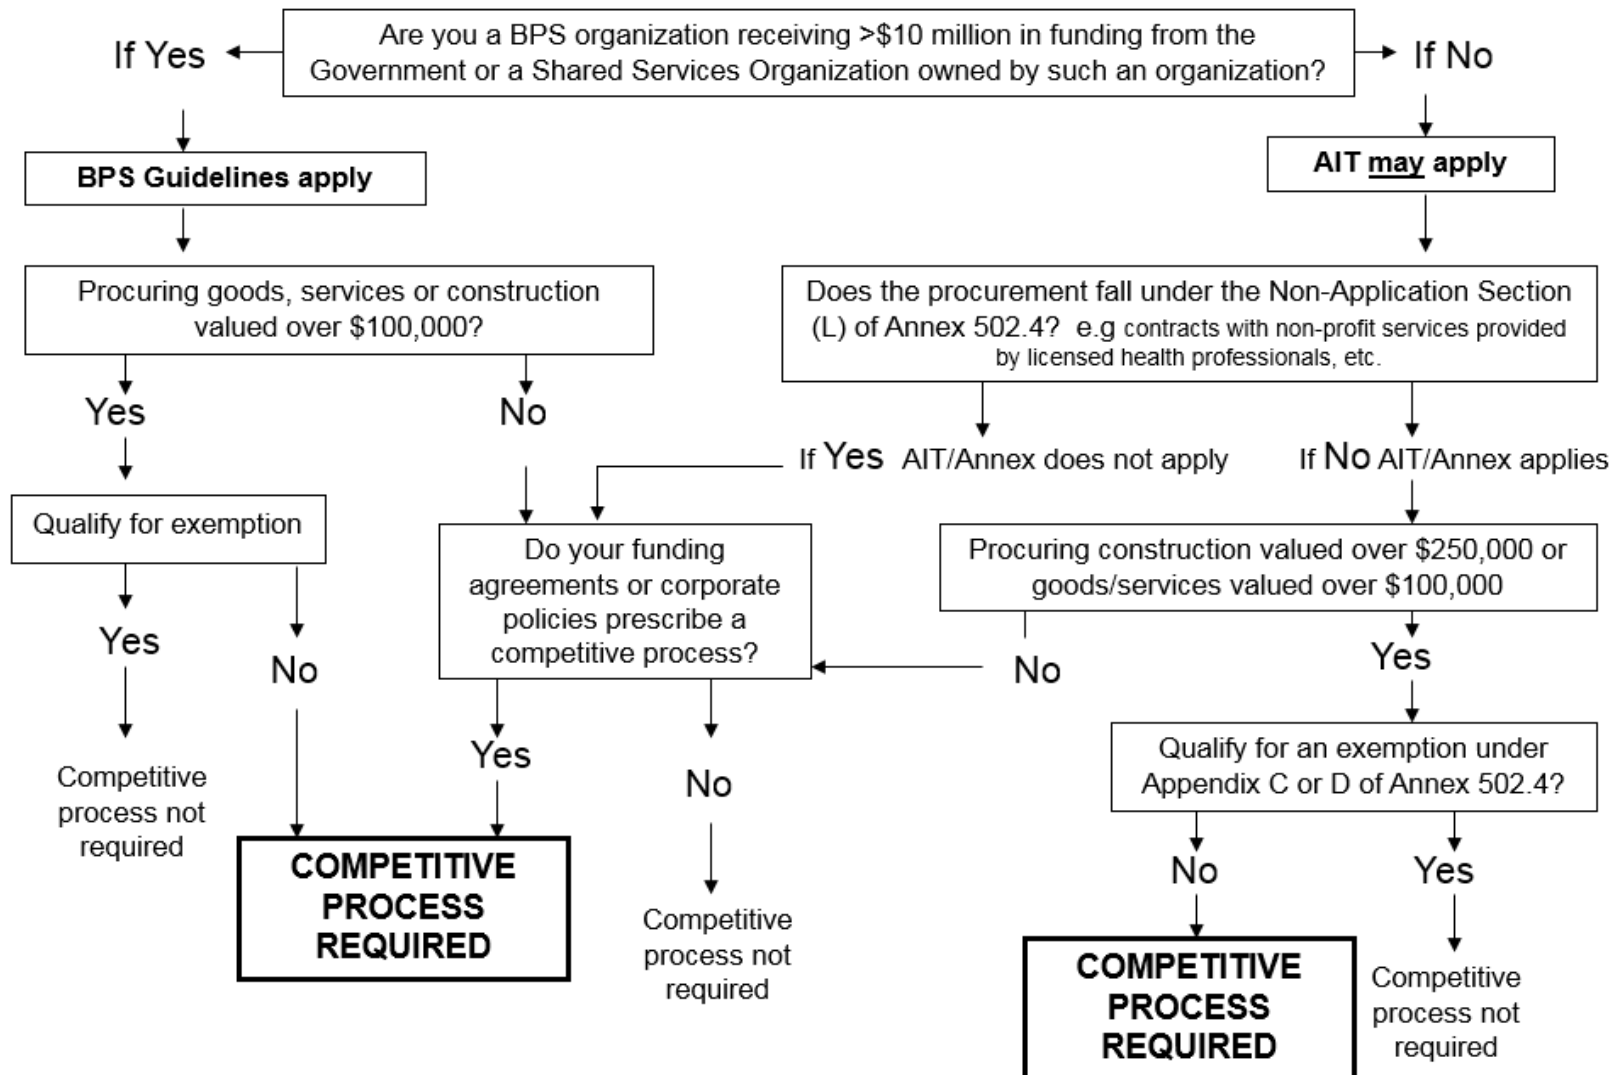 Are you a BPS organization receiving >$10 million in funding from the
Government or a Shared Services Organization owned by such an organization?
If Yes
If No
BPS Guidelines apply
AIT may apply
Procuring goods, services or construction
valued over $100,000?
Does the procurement fall under the Non-Application Section
(L) of Annex 502.4? e.g contracts with non-profit services provided
by licensed health professionals, etc.
Yes
No
If Yes AIT/Annex does not apply
If No AIT/Annex applies
Qualify for exemption
Do your funding
agreements or corporate
policies prescribe a
competitive process?
Procuring construction valued over $250,000 or
goods/services valued over $100,000
Yes
No
No
Yes
Qualify for an exemption under
Appendix C or D of Annex 502.4?
Yes
No
Competitive
process not
required
COMPETITIVE
PROCESS
REQUIRED
Competitive
process not
required
No
Yes
COMPETITIVE
PROCESS
REQUIRED
Competitive
process not
required